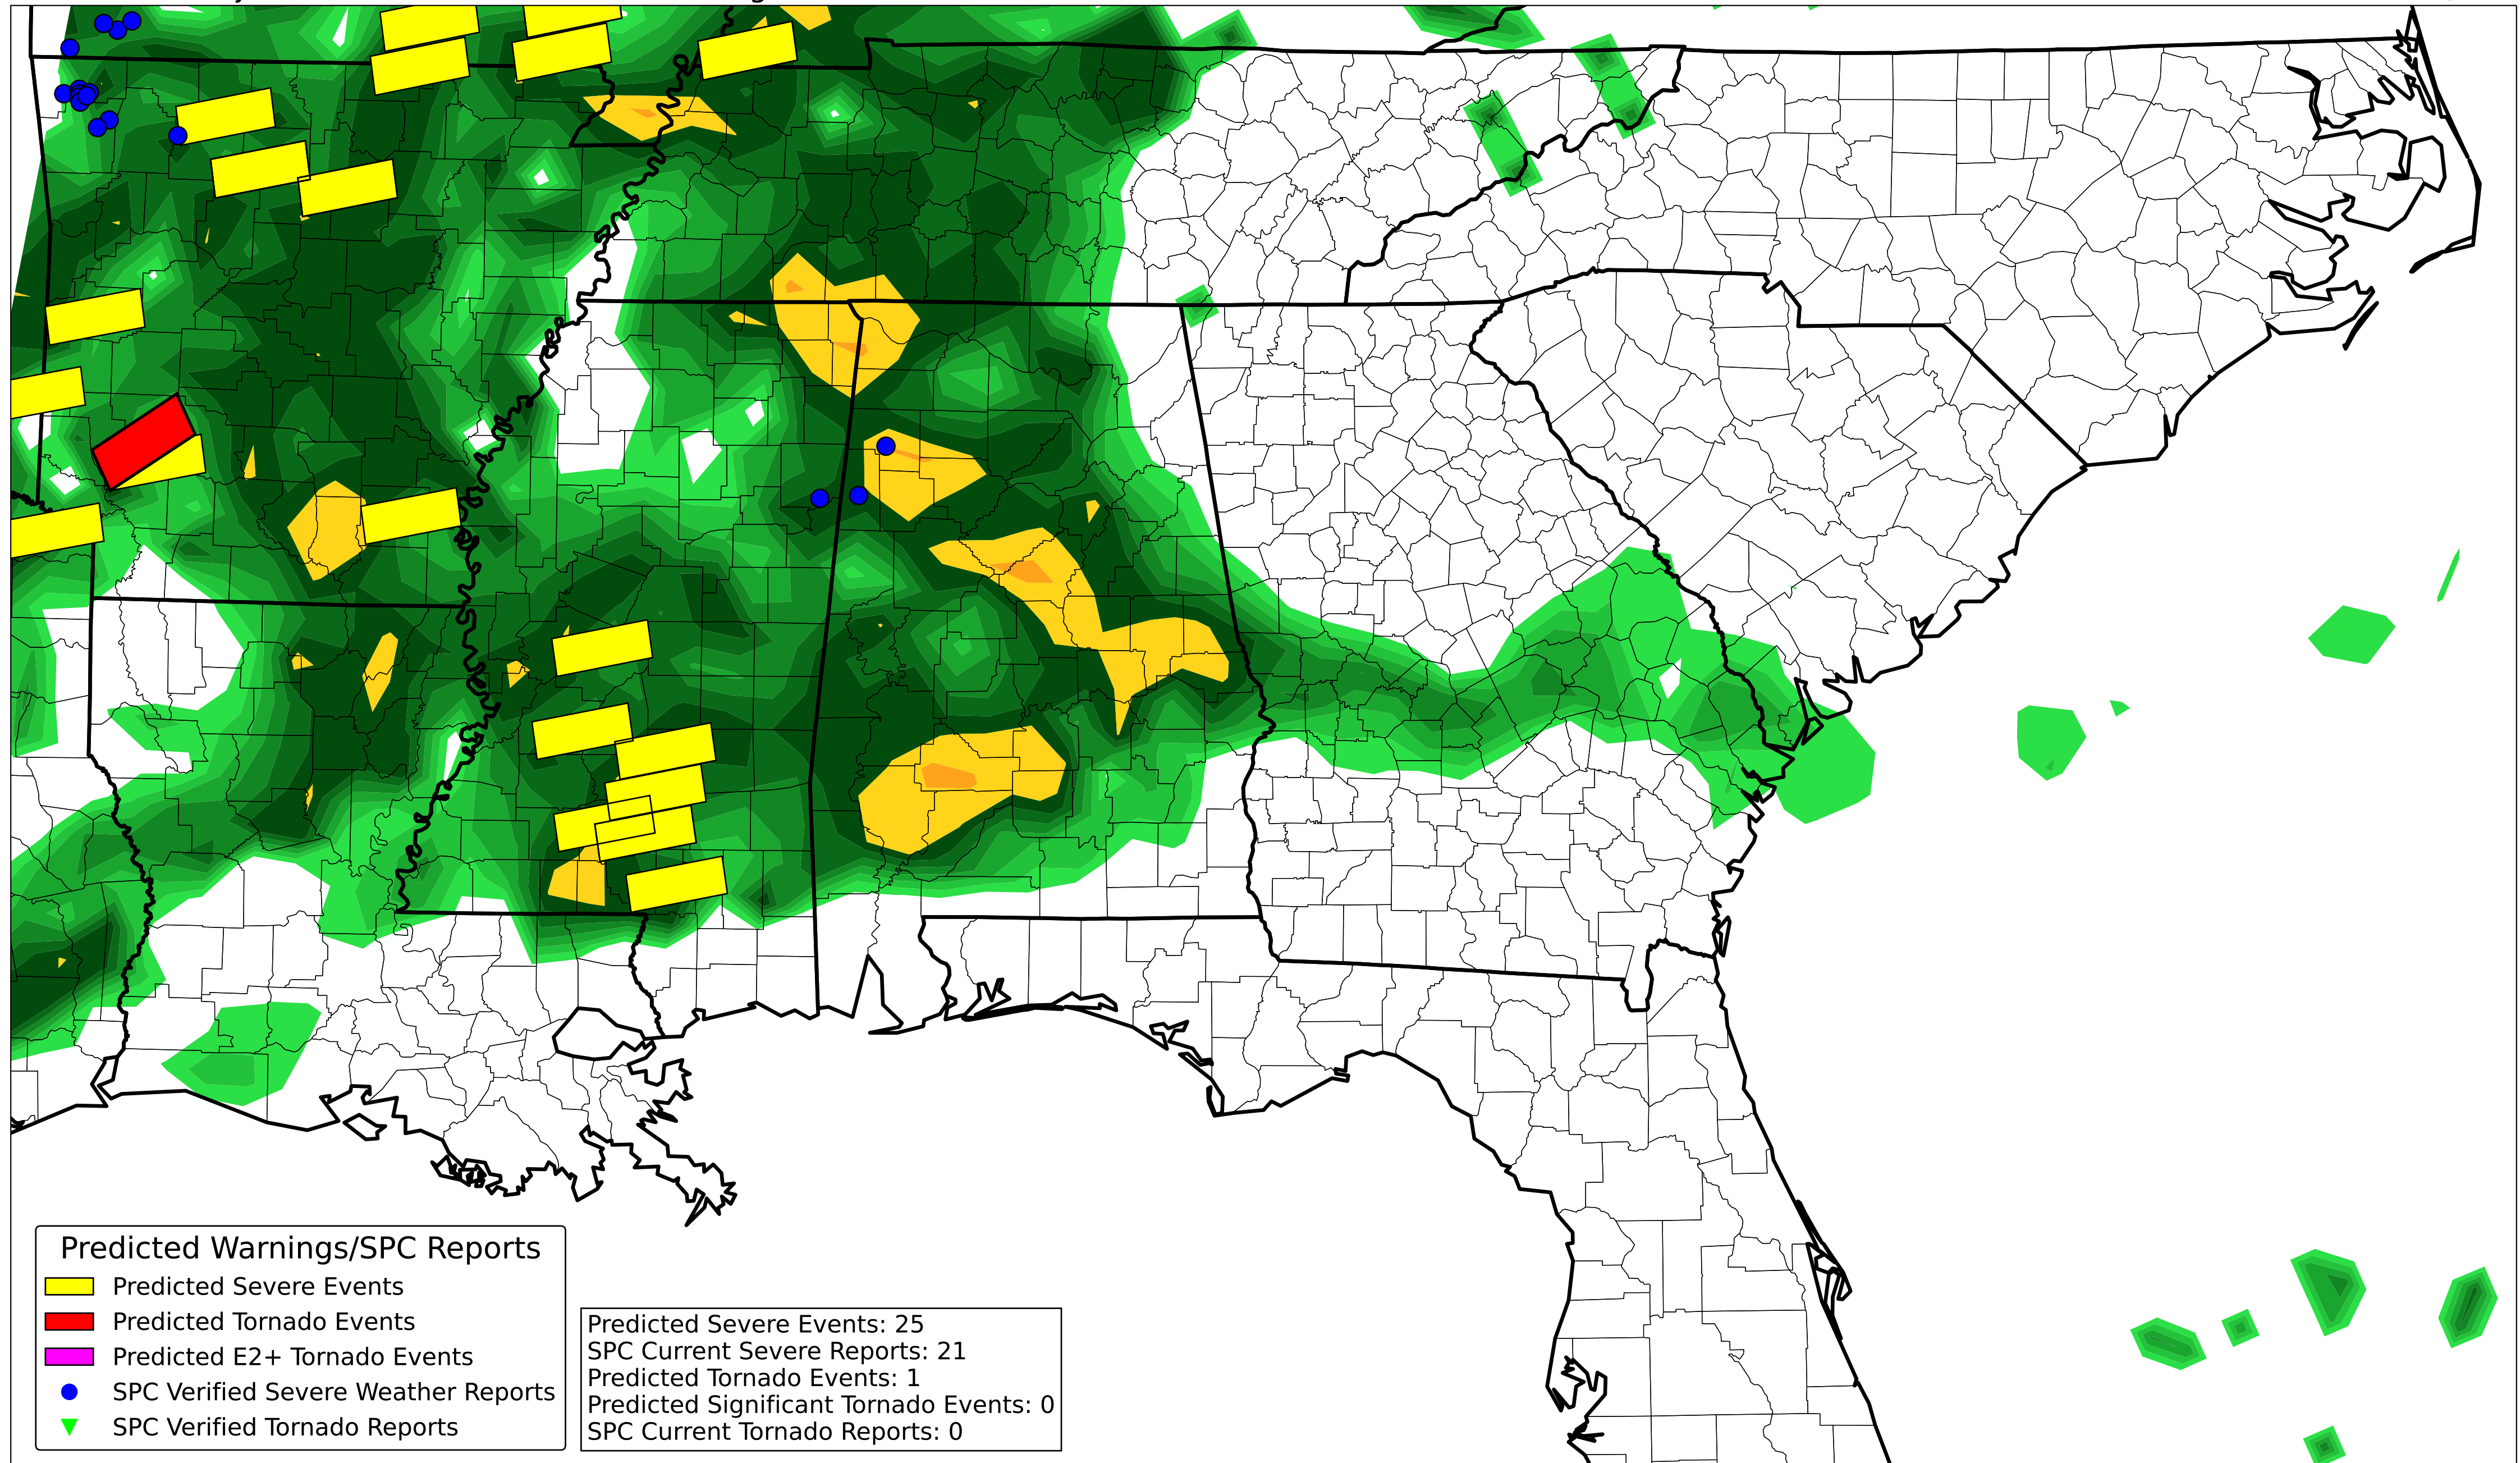 Predicted Warnings/SPC Reports
Predicted Severe Events
Predicted Tornado Events
Predicted E2+ Tornado Events
SPC Verified Severe Weather Reports
SPC Verified Tornado Reports
Predicted Severe Events: 25
SPC Current Severe Reports: 21
Predicted Tornado Events: 1
Predicted Significant Tornado Events: 0
SPC Current Tornado Reports: 0